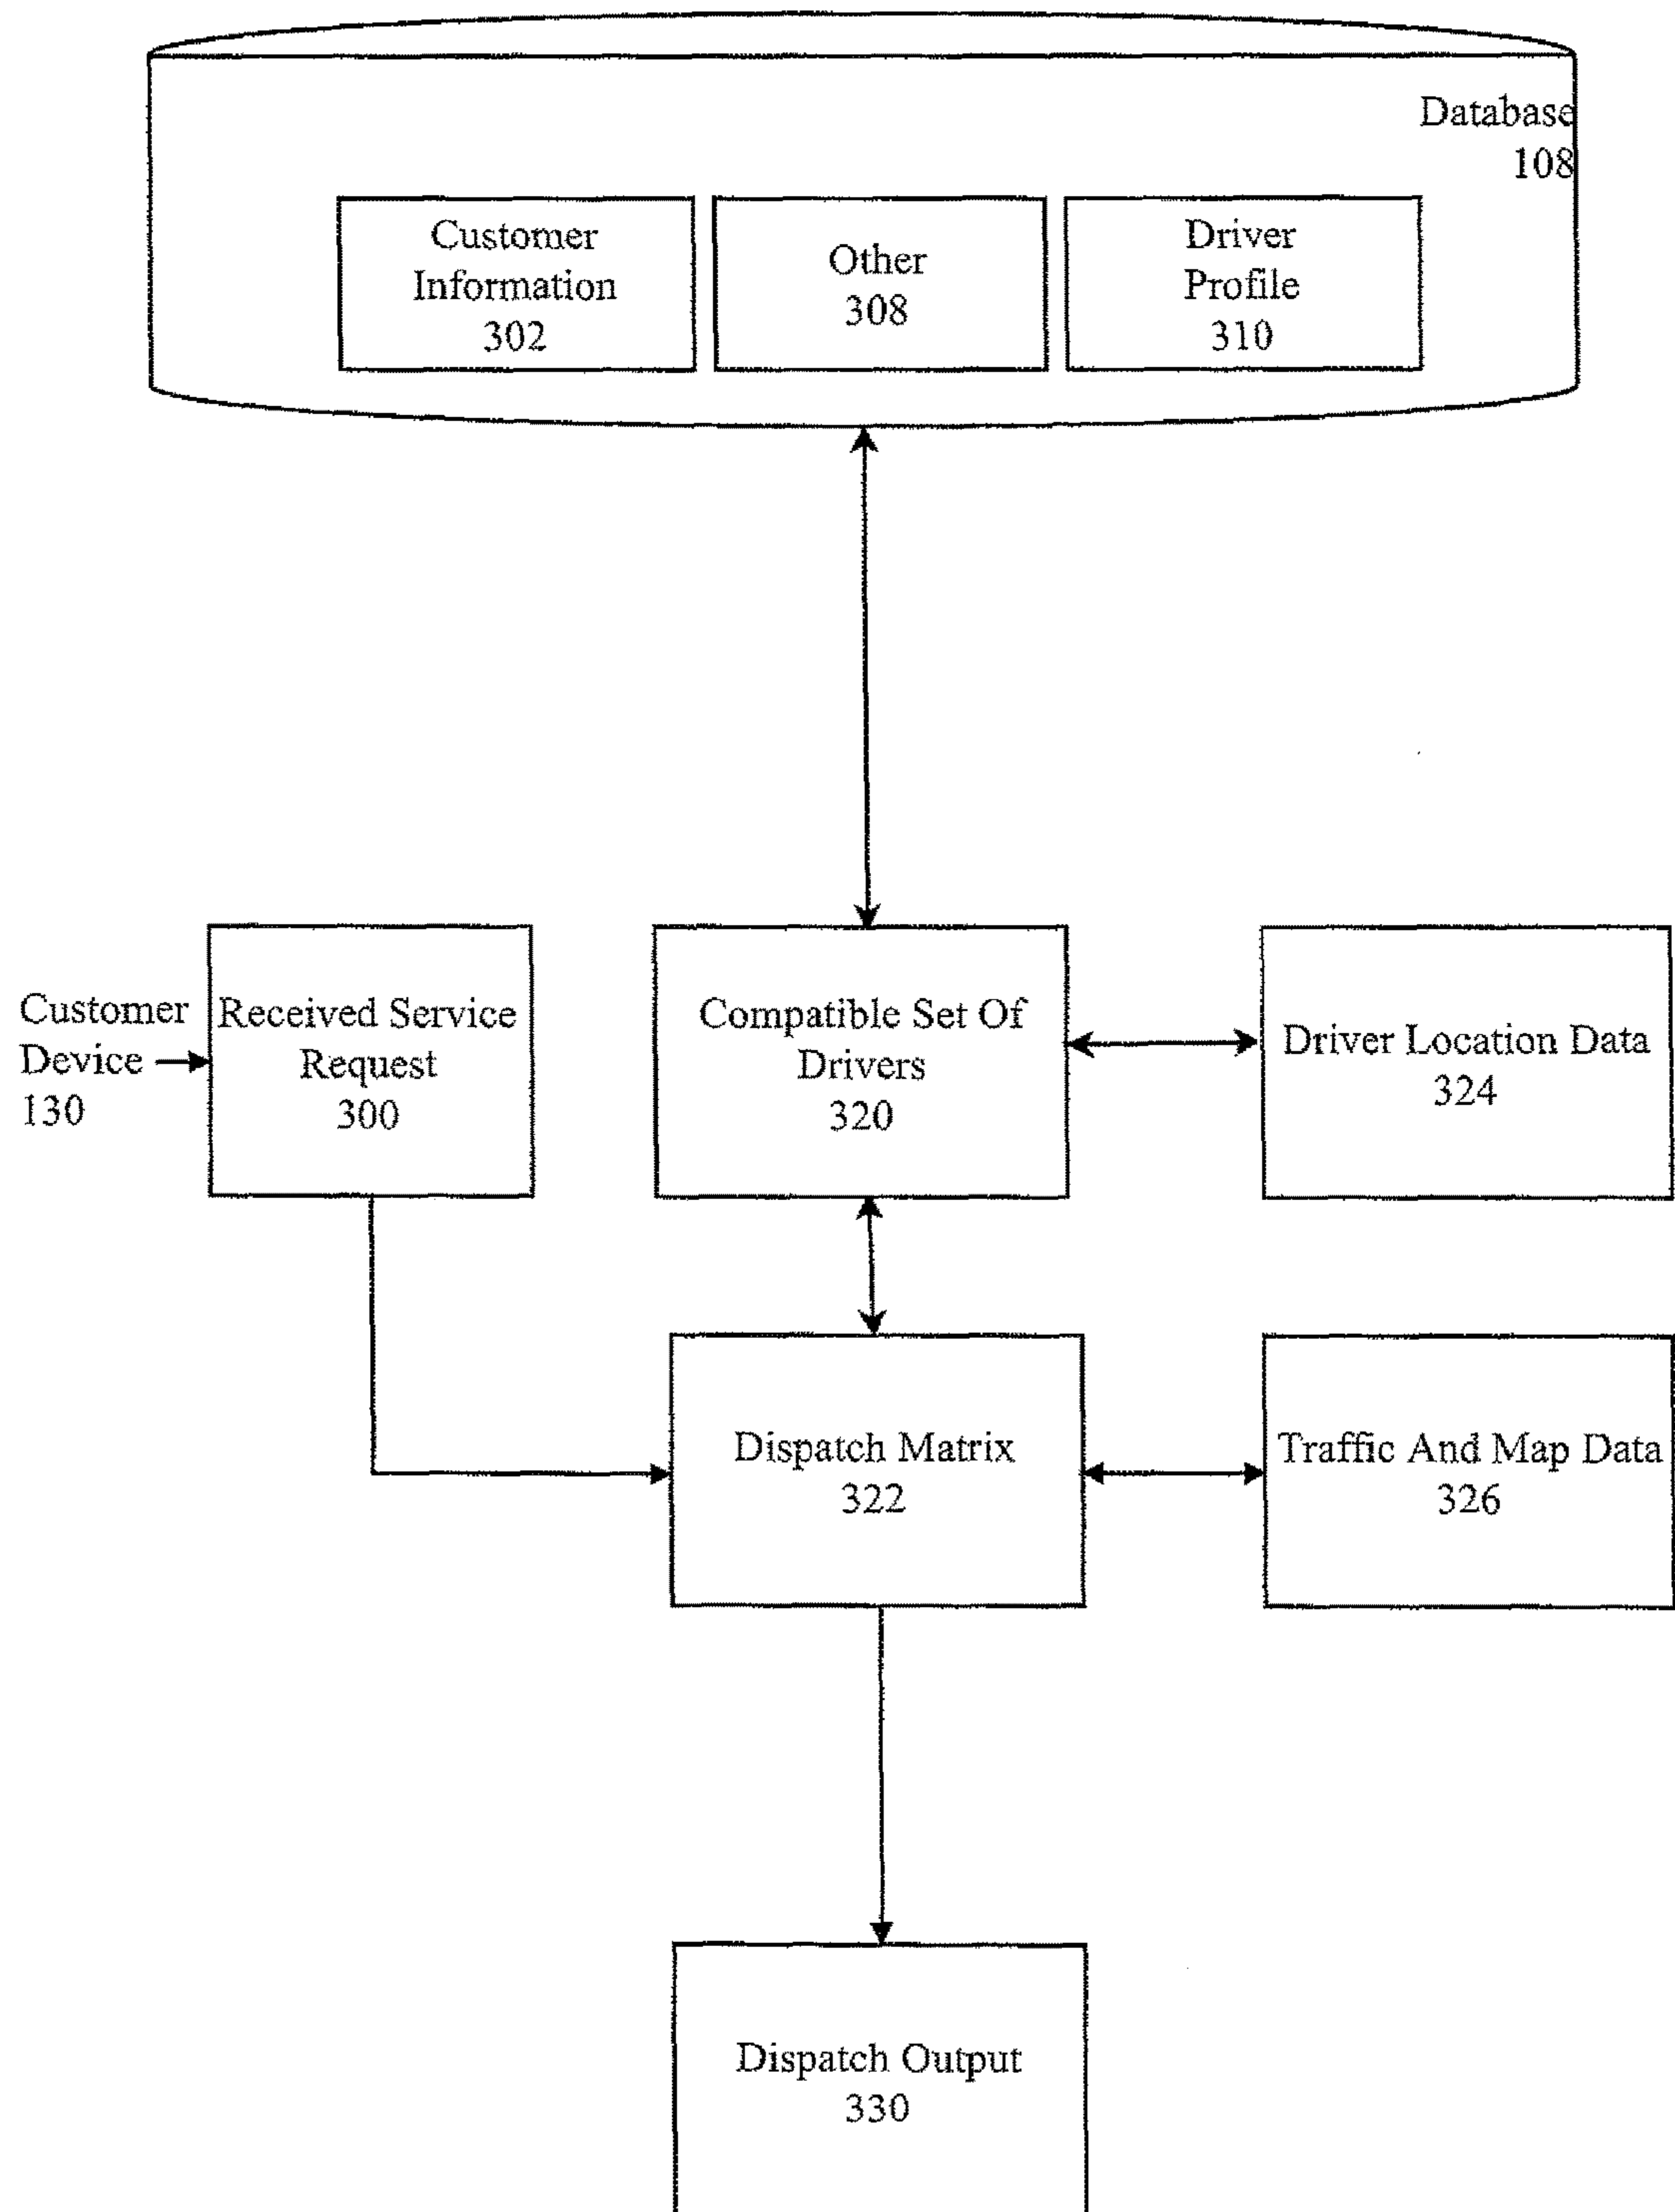 Database
108
Customer
Information
302
Other
308
Driver
Profile
310
Customer
Device
130
Received Service
Request
300
Compatible Set Of
Drivers
320
Driver Location Data
324
Dispatch Matrix
322
Traffic And Map Data
326
Dispatch Output
330